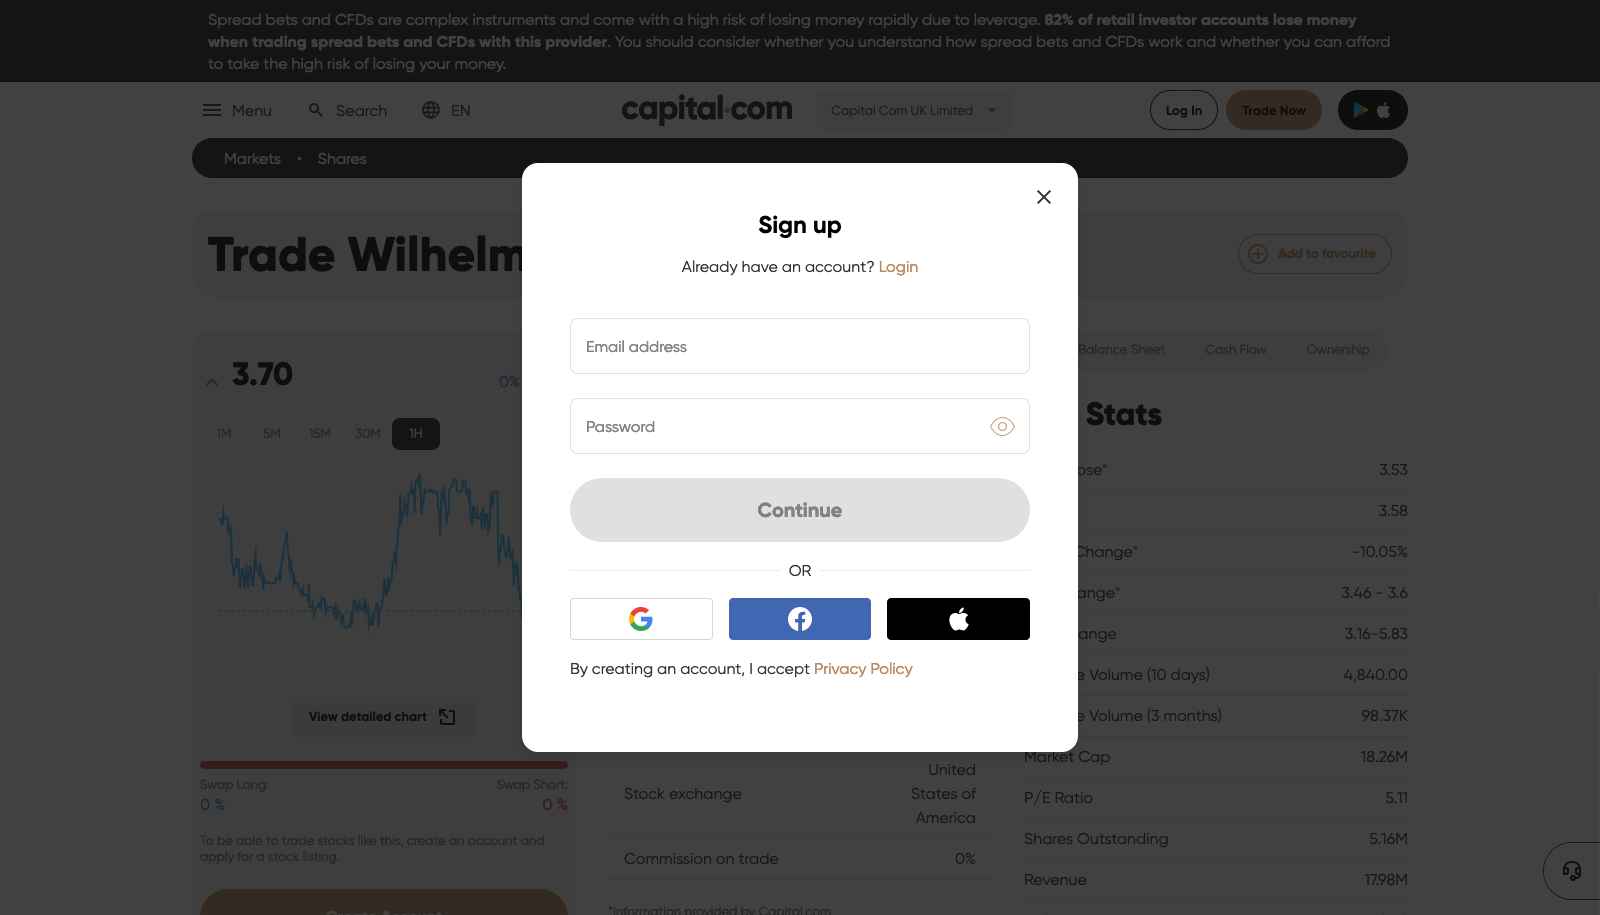 Spread bets and CFDs are complex instruments and come with a high risk of losing money rapidly due to leverage. 82% of retail investor accounts lose money
when trading spread bets and CFDs with this provider. You should consider whether you understand how spread bets and CFDs work and whether you can afford
to take the high risk of losing your money.
Menu
Search
EN
capital.com
Capital Com UK Limited
Log In
Trade Now
Markets • Shares
Trade Wilhelm
Add to favourite
Sign up
Already have an account? Login
Email address
Password
Continue
OR
By creating an account, I accept Privacy Policy
3.70
0%
1M
5M
15M
30M
1H
View detailed chart
Swap Long:
Swap Short:
0 %
0 %
To be able to trade stocks like this, create an account and
apply for a stock listing.
Stock exchange
United
States of
America
Commission on trade
0%
*Information provided by Capital.com
Balance Sheet
Cash Flow
Ownership
Stats
3.53
3.58
Change*
-10.05%
3.46 - 3.6
3.16-5.83
Volume (10 days)
4,840.00
Volume (3 months)
98.37K
Market Cap
18.26M
P/E Ratio
5.11
Shares Outstanding
5.16M
Revenue
17.98M